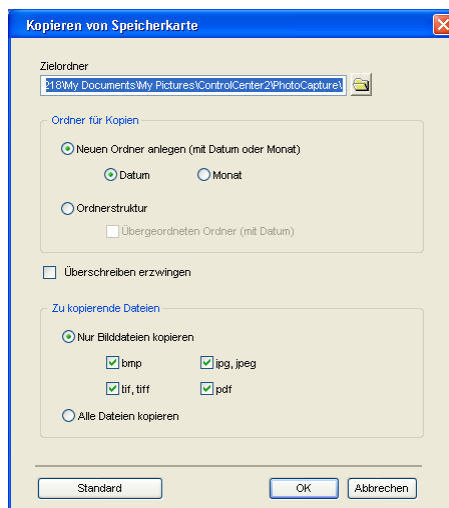 Kopieren von Speicherkarte
Zielordner
218\My Documents\My Pictures\ControlCenter2\PhotoCapture\
Ordner für Kopien
Neuen Ordner anlegen (mit Datum oder Monat)
Datum Monat
Ordnerstruktur
Übergeordneten Ordner (mit Datum)
Überschreiben erzwingen
Zu kopierende Dateien
Nur Bilddateien kopieren
bmp jpg, jpeg
tif, tiff pdf
Alle Dateien kopieren
Standard OK Abbrechen